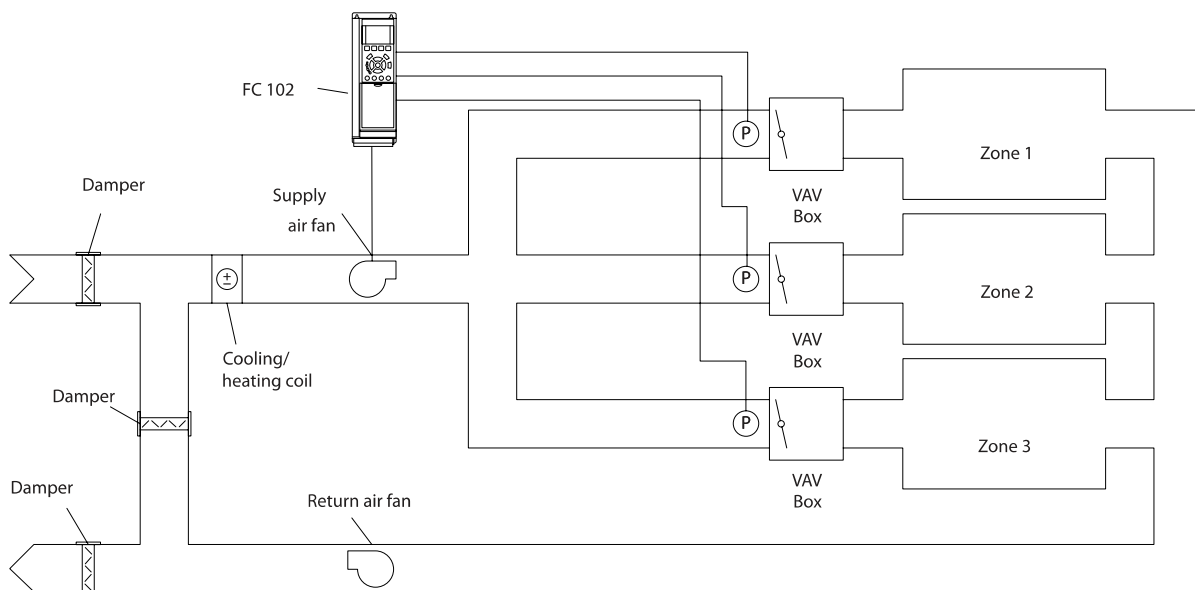 FC 102
P
Zone 1
Damper
Supply
air fan
VAV
Box
±
P
Zone 2
Cooling/
heating coil
VAV
Box
Damper
P
Zone 3
Damper
Return air fan
VAV
Box